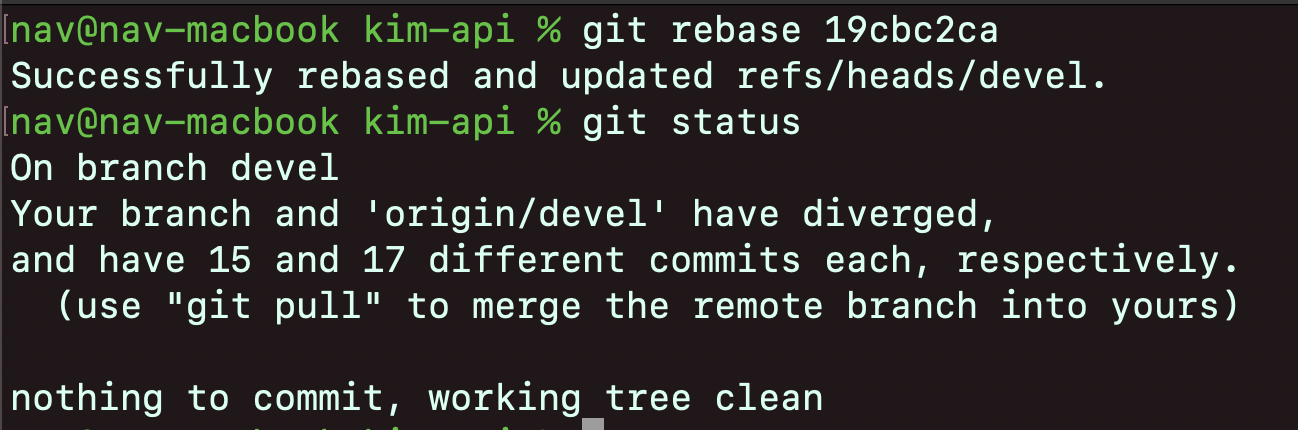 [nav@nav-macbook kim-api % git rebase 19cbc2ca
Successfully rebased and updated refs/heads/devel.
[nav@nav-macbook kim-api % git status
On branch devel
Your branch and 'origin/devel' have diverged,
and have 15 and 17 different commits each, respectively.
  (use "git pull" to merge the remote branch into yours)
nothing to commit, working tree clean